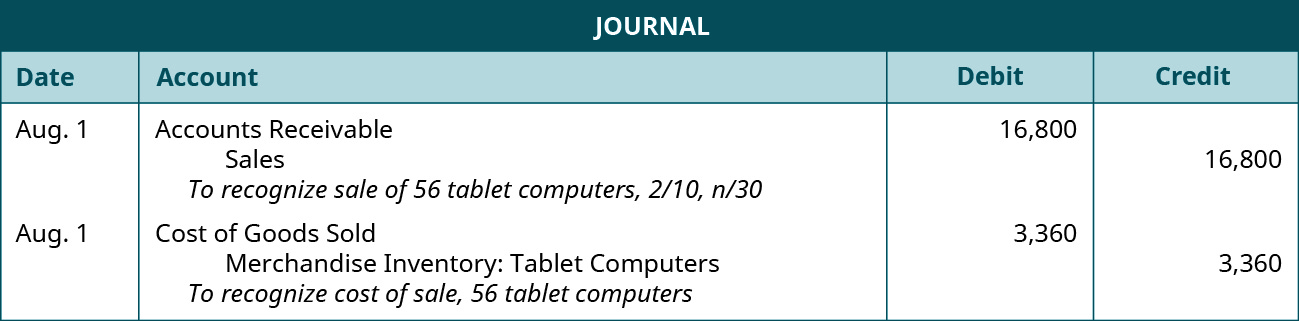 JOURNAL
Date Account Debit Credit
Aug. 1 Accounts Receivable 16,800
Sales 16,800
To recognize sale of 56 tablet computers, 2/10, n/30
Aug. 1 Cost of Goods Sold 3,360
Merchandise Inventory: Tablet Computers 3,360
To recognize cost of sale, 56 tablet computers